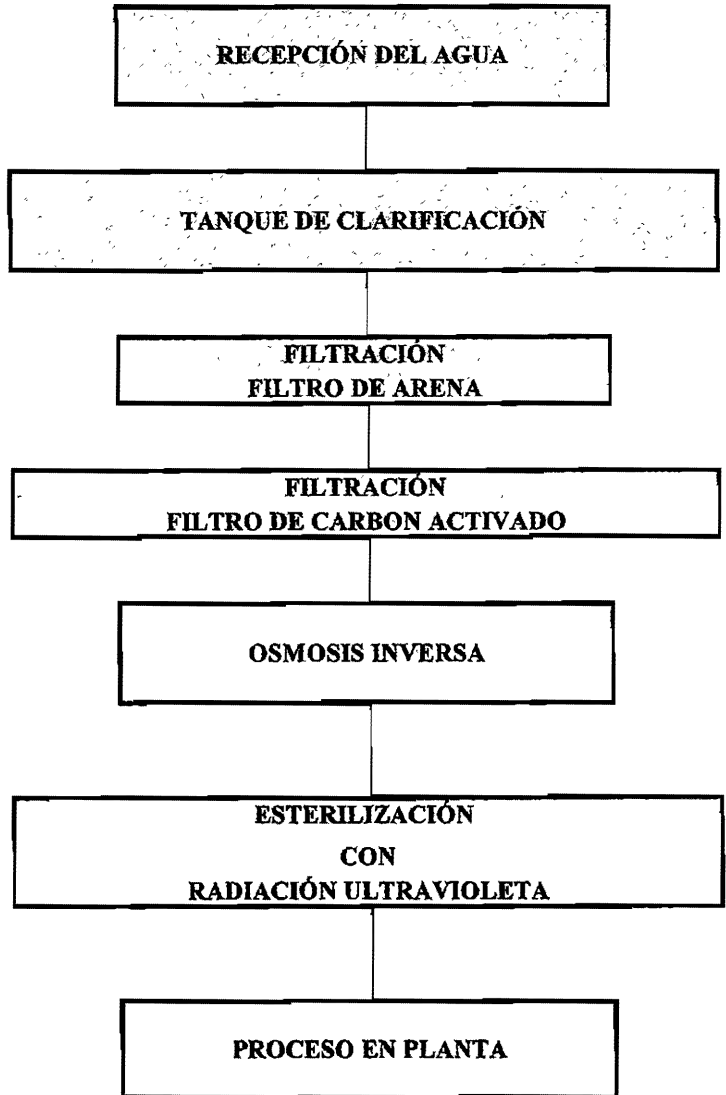 RECEPCIÓN DEL AGUA
TANQUE DE CLARIFICACIÓN
FILTRACIÓN
FILTRO DE ARENA
FILTRACIÓN
FILTRO DE CARBON ACTIVADO
OSMOSIS INVERSA
ESTERILIZACIÓN
CON
RADIACIÓN ULTRAVIOLETA
PROCESO EN PLANTA